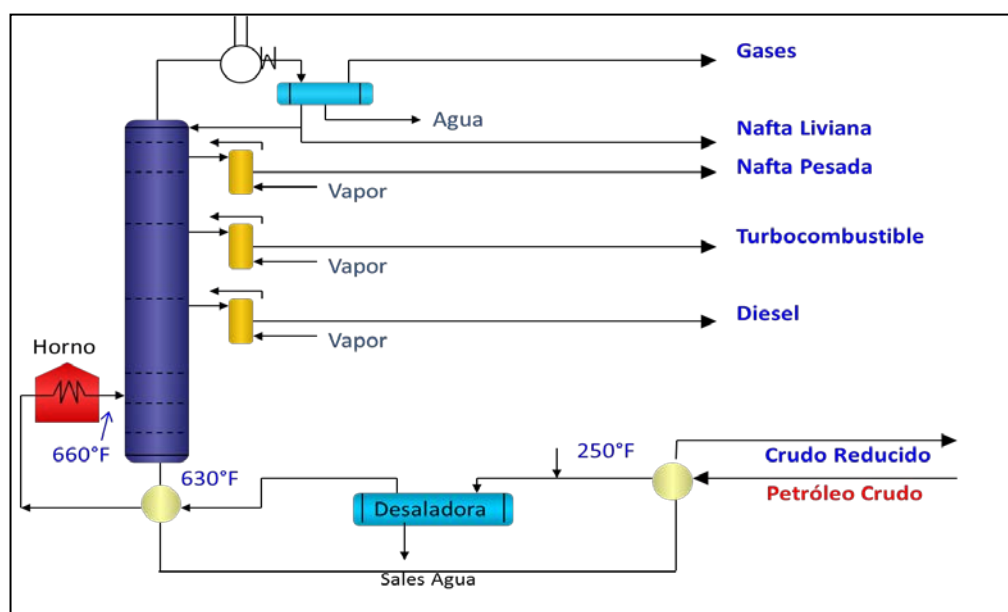 Gases
Agua
Nafta Liviana
Nafta Pesada
Vapor
Turbocombustible
Vapor
Diesel
Vapor
Horno
660°F
630°F
250°F
Crudo Reducido
Petróleo Crudo
Desaladora
Sales Agua